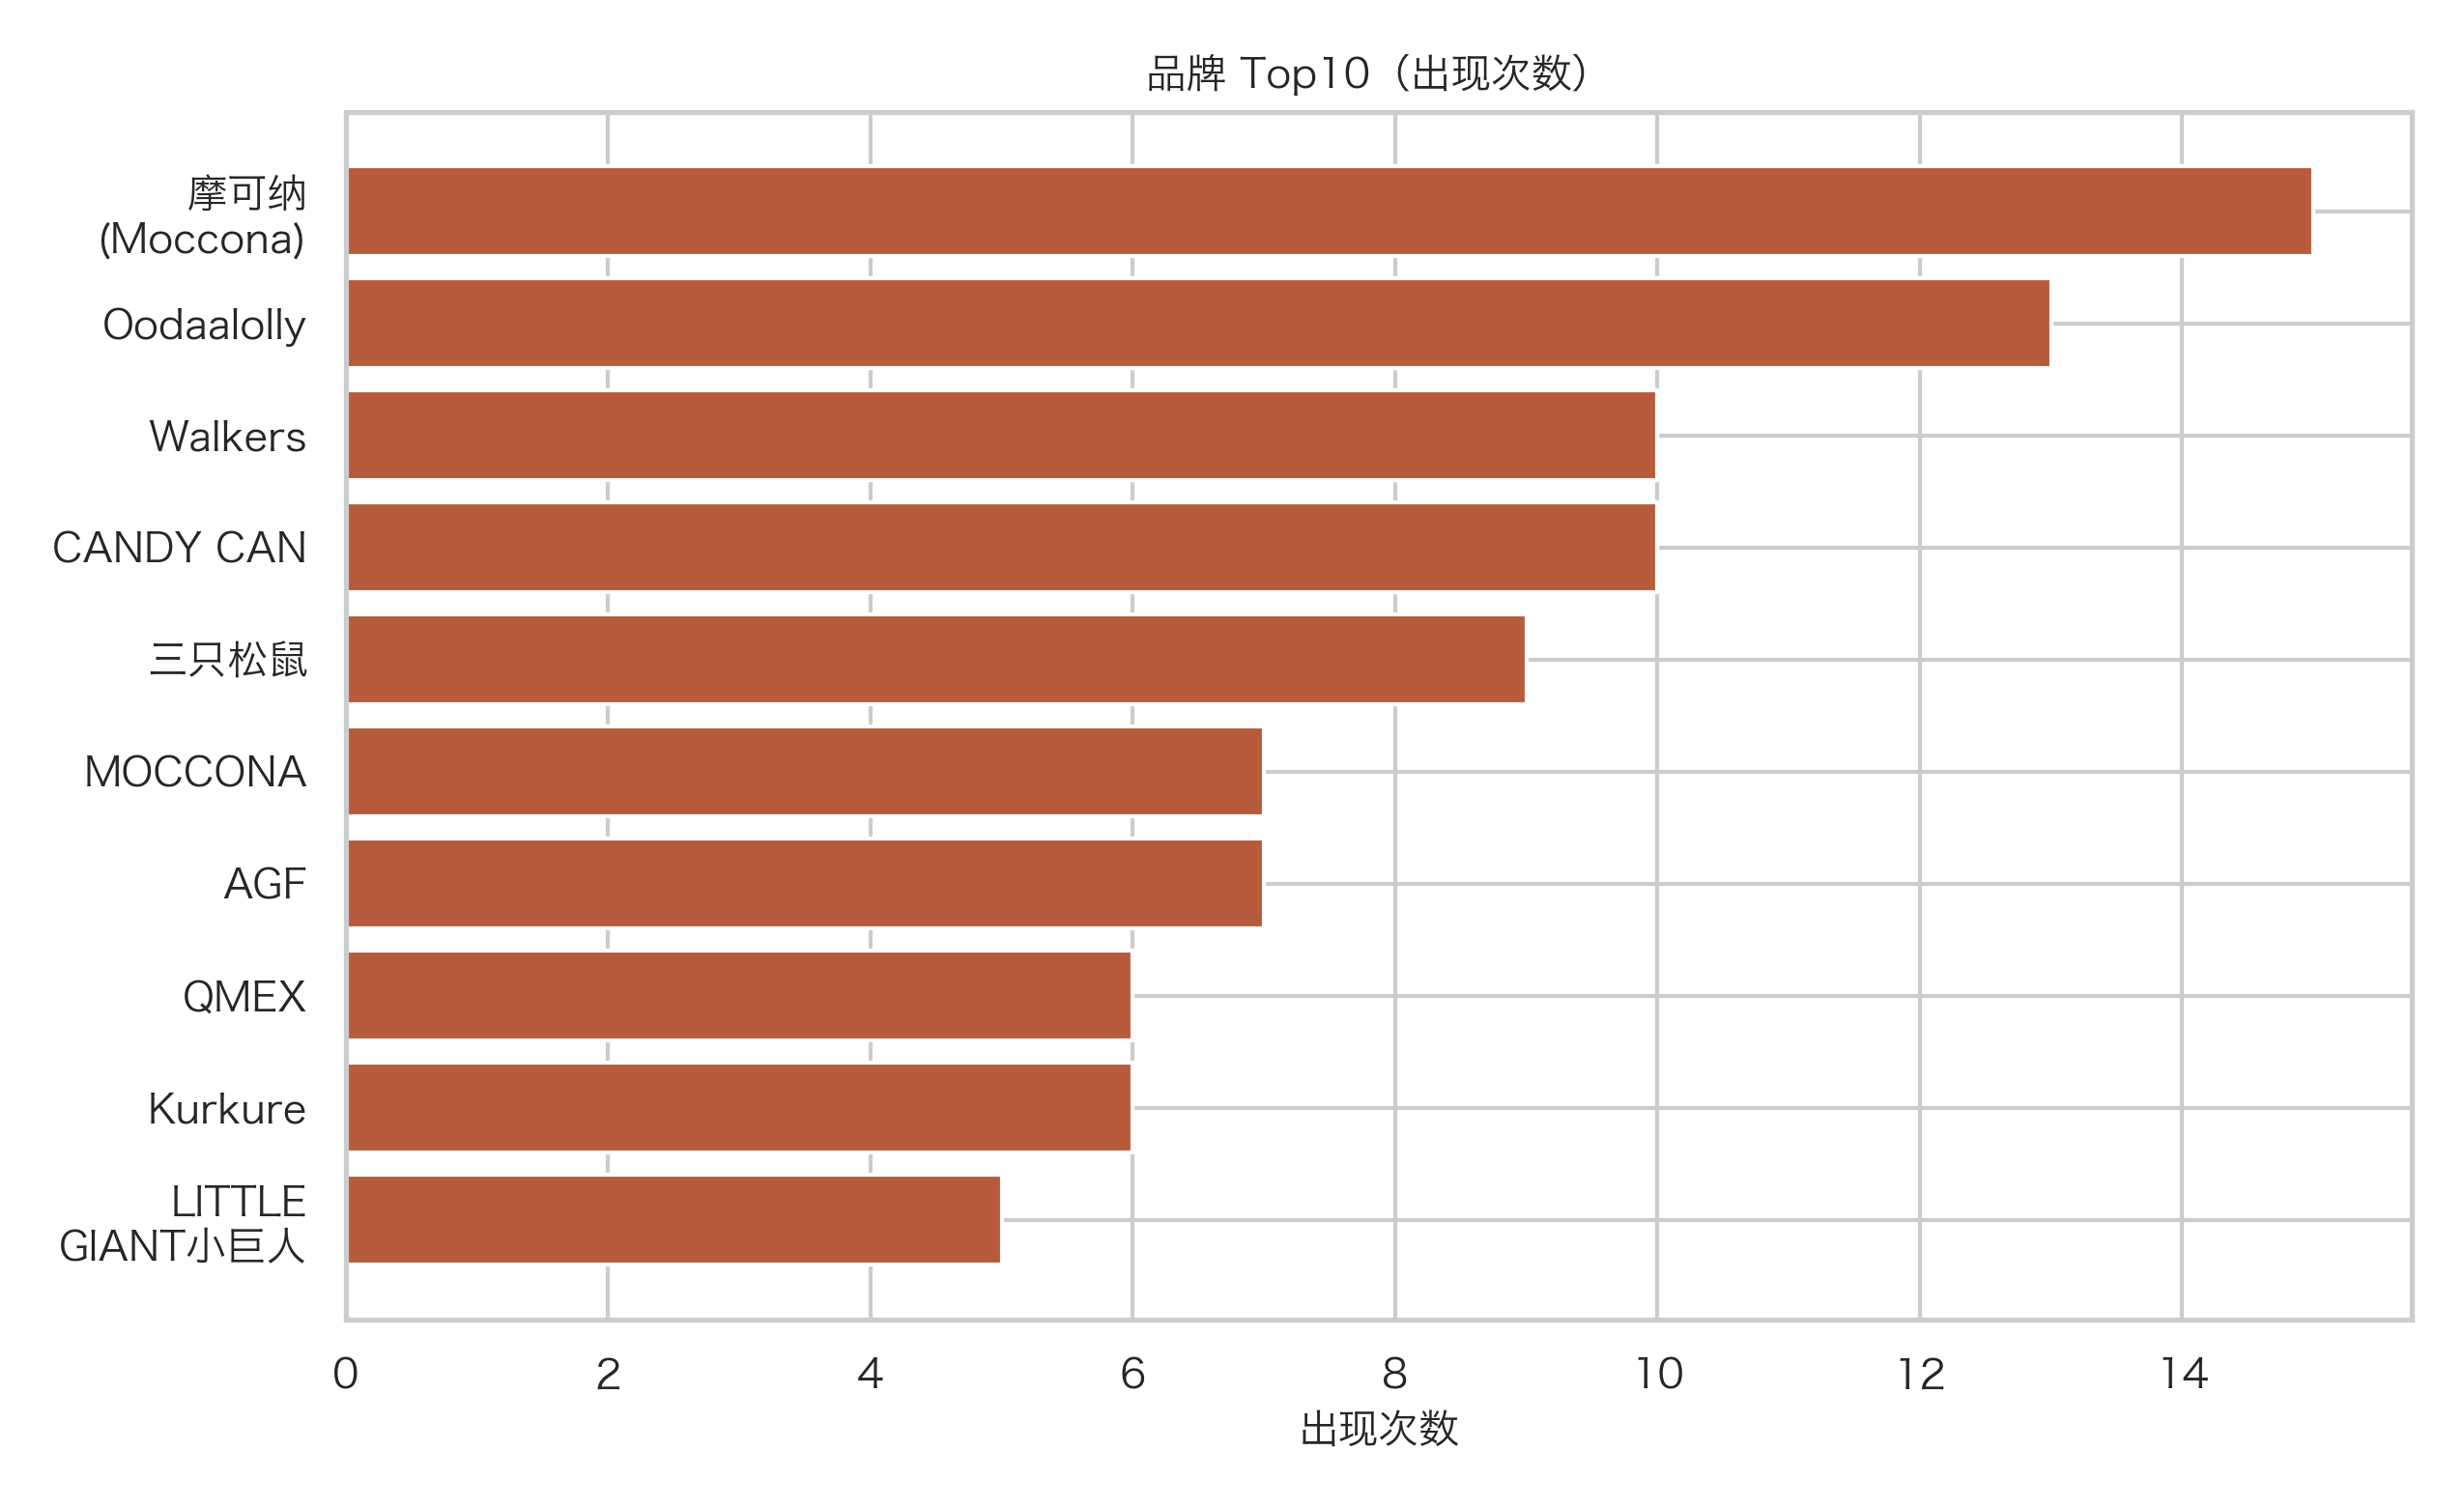 品牌 Top10（出现次数）
摩可纳
(Moccona)
Oodaalolly
Walkers
CANDY CAN
三只松鼠
MOCCONA
AGF
QMEX
Kurkure
LITTLE
GIANT小巨人
0 2 4 6 8 10 12 14
出现次数